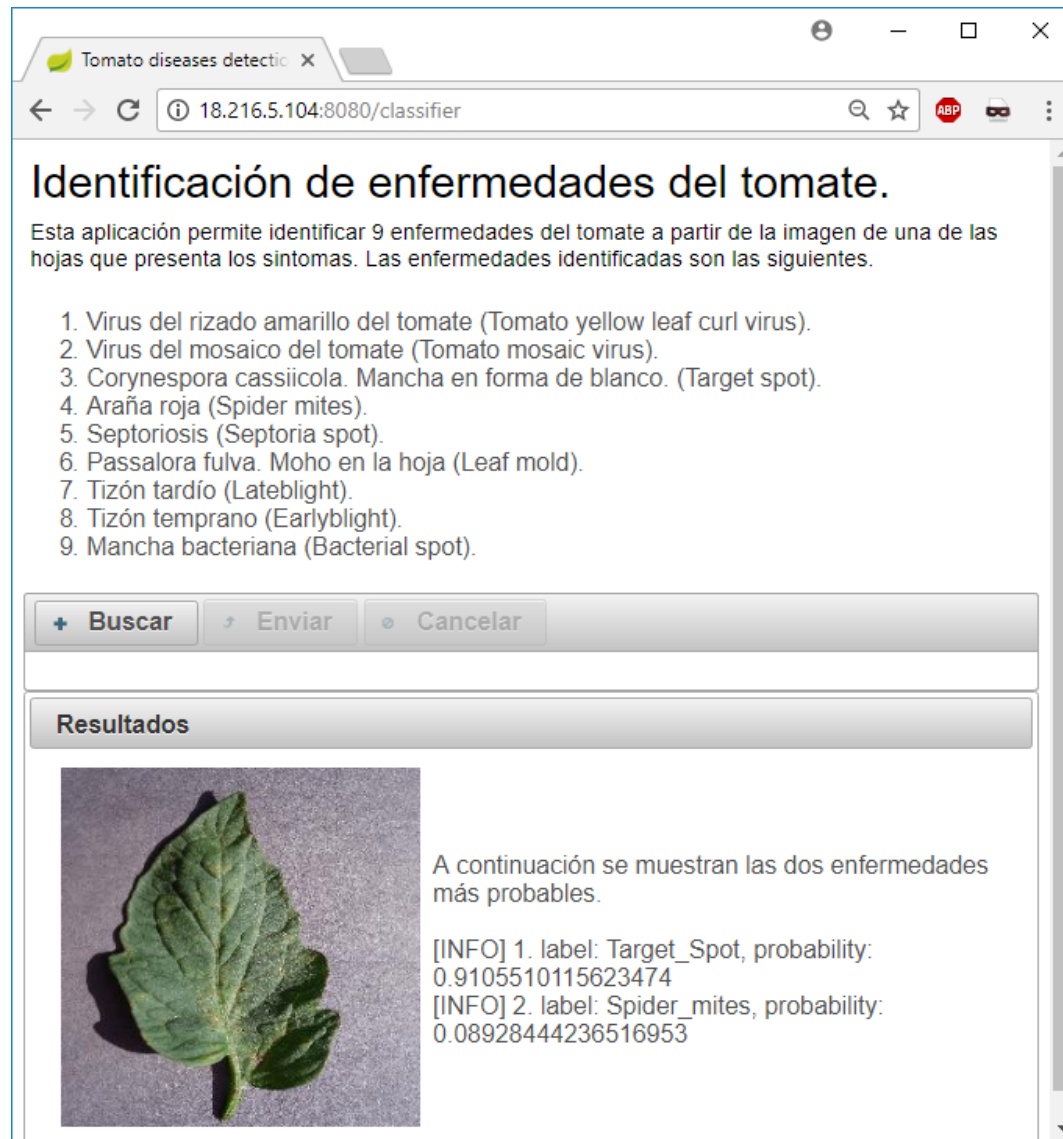 Tomato diseases detectio
18.216.5.104:8080/classifier
ABP
Identificación de enfermedades del tomate.
Esta aplicación permite identificar 9 enfermedades del tomate a partir de la imagen de una de las
hojas que presenta los sintomas. Las enfermedades identificadas son las siguientes.
1. Virus del rizado amarillo del tomate (Tomato yellow leaf curl virus).
2. Virus del mosaico del tomate (Tomato mosaic virus).
3. Corynespora cassiicola. Mancha en forma de blanco. (Target spot).
4. Araña roja (Spider mites).
5. Septoriosis (Septoria spot).
6. Passalora fulva. Moho en la hoja (Leaf mold).
7. Tizón tardío (Lateblight).
8. Tizón temprano (Earlyblight).
9. Mancha bacteriana (Bacterial spot).
Buscar Enviar Cancelar
Resultados
A continuación se muestran las dos enfermedades
más probables.
[INFO] 1. label: Target_Spot, probability:
0.9105510115623474
[INFO] 2. label: Spider_mites, probability:
0.08928444236516953